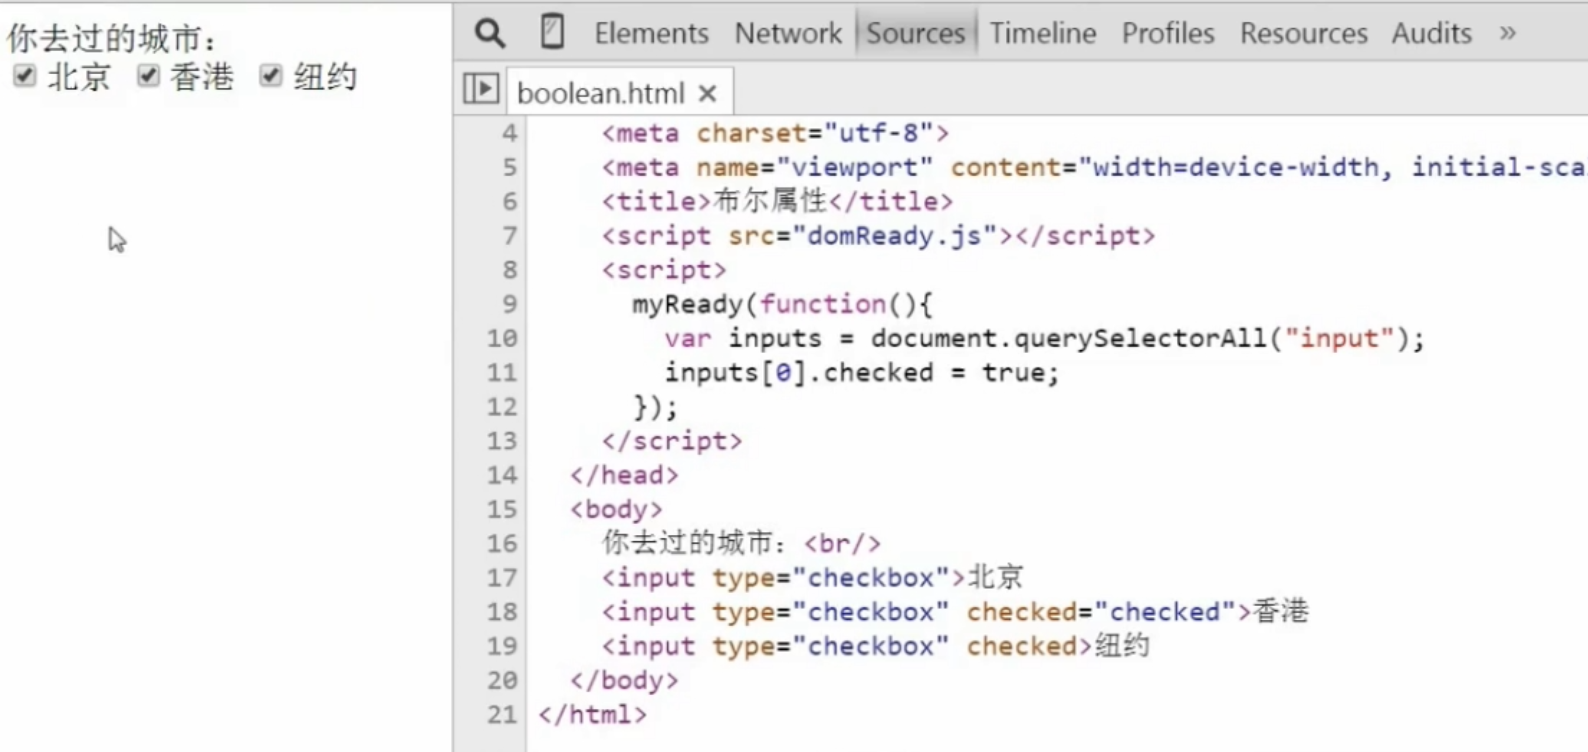 你去过的城市：
北京 香港 纽约
Elements Network Sources Timeline Profiles Resources Audits »
boolean.html ×
4 <meta charset="utf-8">
5 <meta name="viewport" content="width=device-width, initial-sca
6 <title>布尔属性</title>
7 <script src="domReady.js"></script>
8 <script>
9 myReady(function(){
10 var inputs = document.querySelectorAll("input");
11 inputs[0].checked = true;
12 });
13 </script>
14 </head>
15 <body>
16 你去过的城市：<br/>
17 <input type="checkbox">北京
18 <input type="checkbox" checked="checked">香港
19 <input type="checkbox" checked>纽约
20 </body>
21 </html>